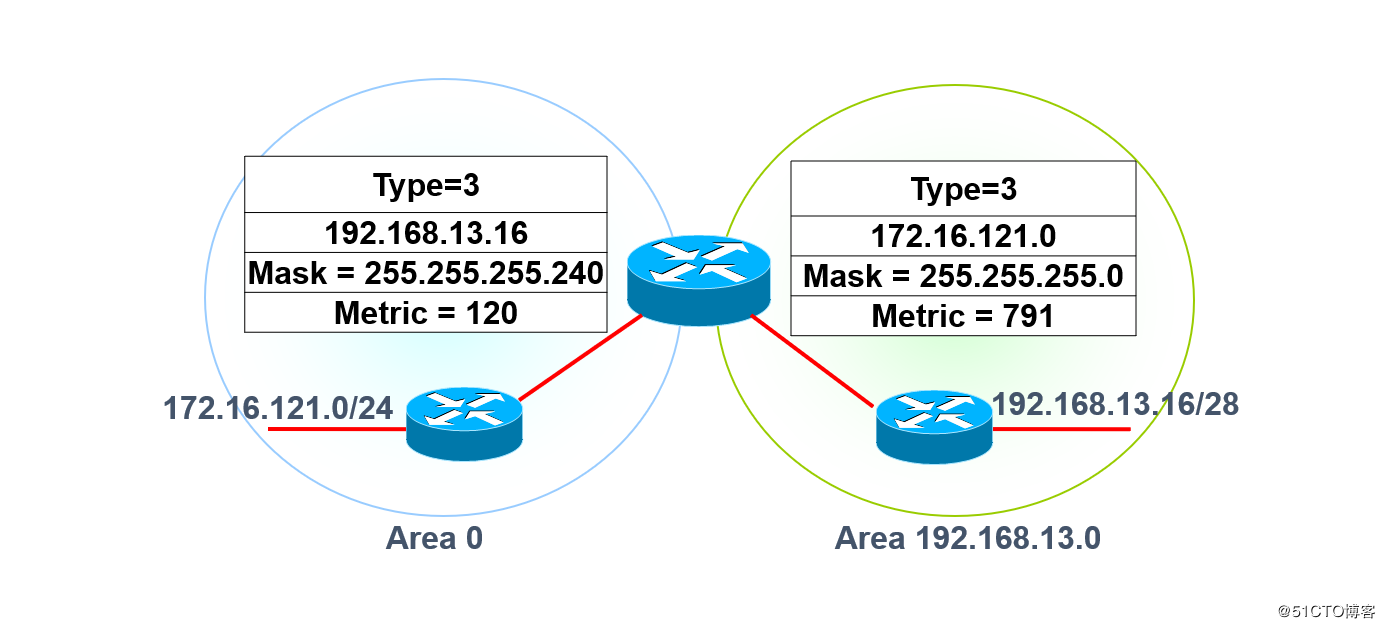 Type=3
192.168.13.16
Mask = 255.255.255.240
Metric = 120
Type=3
172.16.121.0
Mask = 255.255.255.0
Metric = 791
172.16.121.0/24
192.168.13.16/28
Area 0
Area 192.168.13.0
@51CTO博客